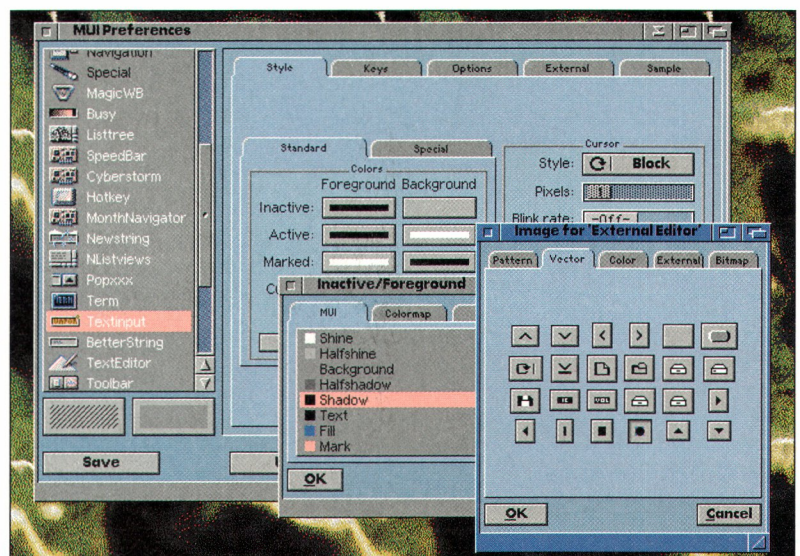 MUI Preferences
Navigation
Special
MagicWB
Busy
Listtree
SpeedBar
Cyberstorm
Hotkey
MonthNavigator
Newstring
NListviews
Popxxx
Term
Textinput
BetterString
TextEditor
Toolbar
Save
Style
Keys
Options
External
Sample
Standard
Special
Colors
Foreground Background
Inactive:
Active:
Marked:
Cursor
Style:
Block
Pixels:
1
Blink rate:
-Off-
Inactive/Foreground
MUI
Colormap
Shine
Halfshine
Background
Halfshadow
Shadow
Text
Fill
Mark
OK
Image for 'External Editor'
Pattern
Vector
Color
External
Bitmap
VOL
OK
Cancel